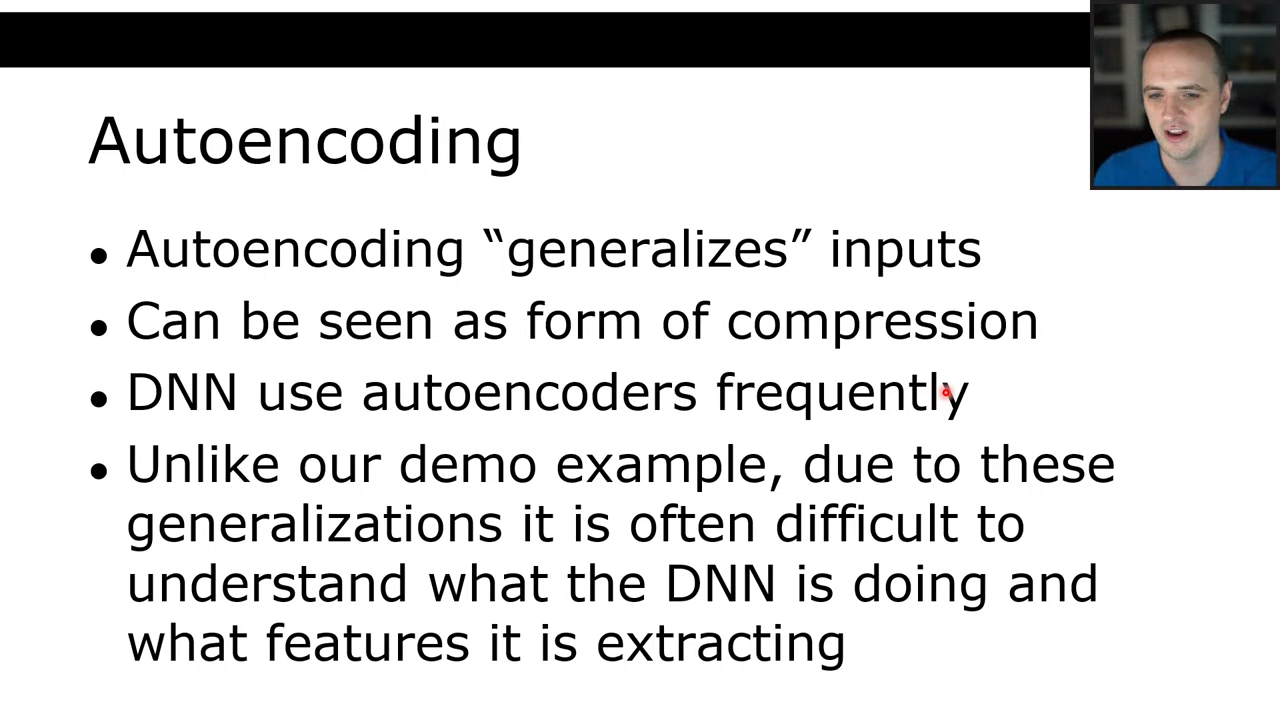 Autoencoding
• Autoencoding “generalizes” inputs
• Can be seen as form of compression
• DNN use autoencoders frequently
• Unlike our demo example, due to these
generalizations it is often difficult to
understand what the DNN is doing and
what features it is extracting